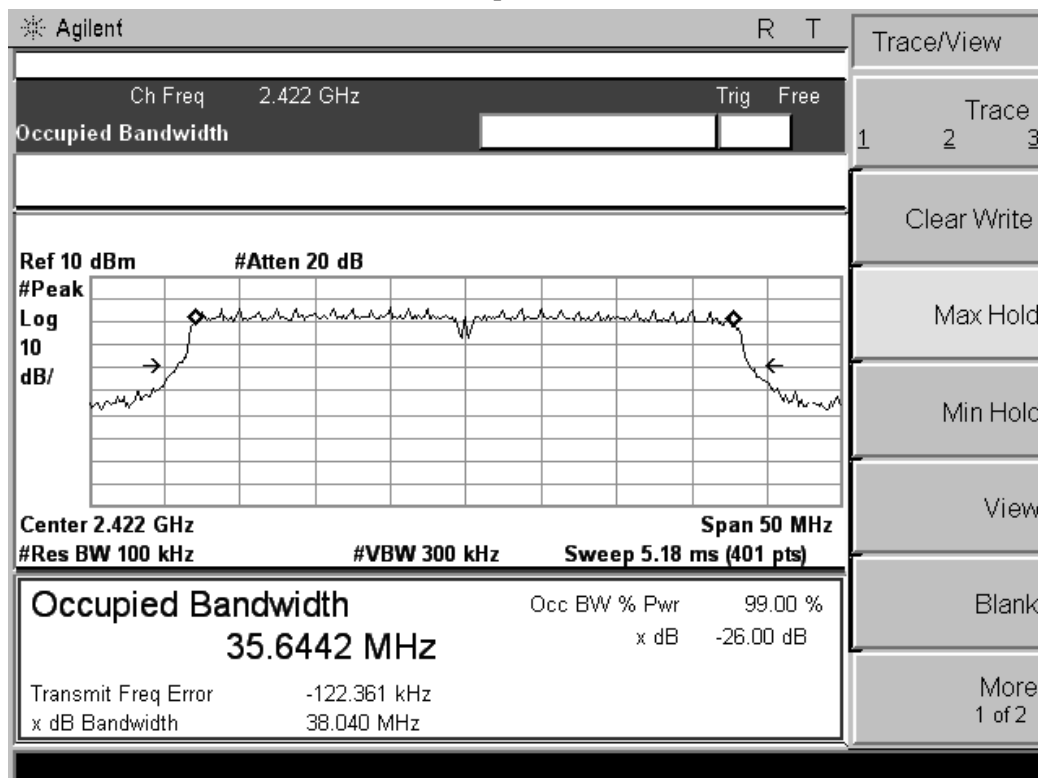 Agilent R T
Trace/View
Ch Freq 2.422 GHz Trig Free
Occupied Bandwidth
Trace
1 2 3
Clear Write
Ref 10 dBm #Atten 20 dB
#Peak
Log
10
dB/
Max Hold
Min Hold
View
Center 2.422 GHz Span 50 MHz
#Res BW 100 kHz #VBW 300 kHz Sweep 5.18 ms (401 pts)
Occupied Bandwidth Occ BW % Pwr 99.00 %
35.6442 MHz x dB -26.00 dB
Transmit Freq Error -122.361 kHz
x dB Bandwidth 38.040 MHz
Blank
More
1 of 2